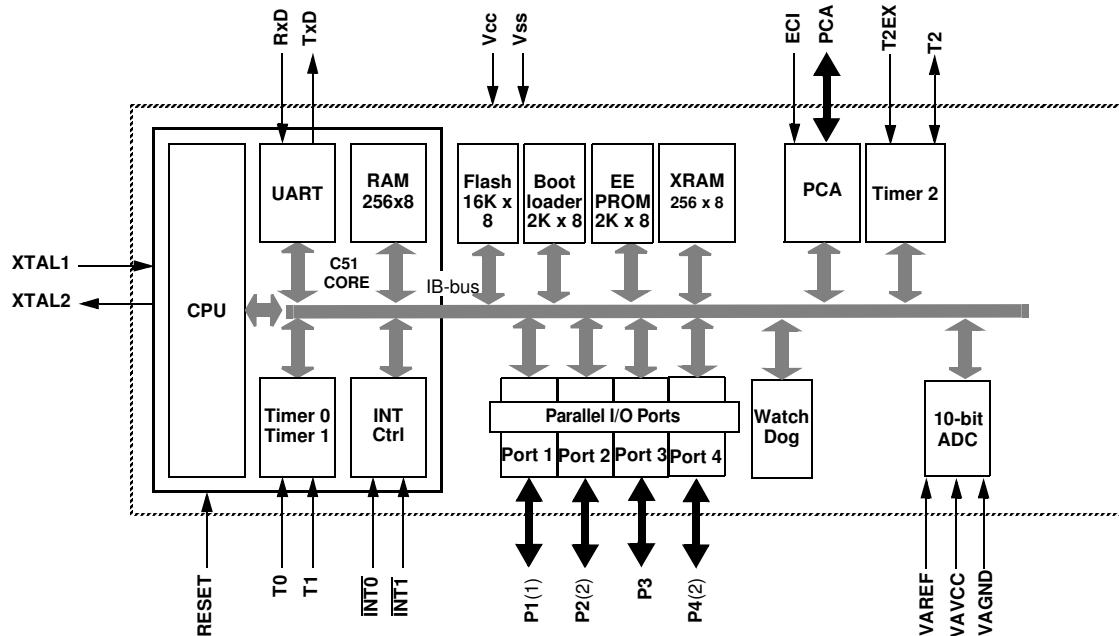 RxD
TxD
Vcc
Vss
ECI
PCA
T2EX
T2
UART
RAM
256x8
Flash
16K x
8
Boot
loader
2K x 8
EE
PROM
2K x 8
XRAM
256 x 8
PCA
Timer 2
XTAL1
XTAL2
CPU
C51
CORE
IB-bus
Timer 0
Timer 1
INT
Ctrl
Parallel I/O Ports
Port 1
Port 2
Port 3
Port 4
Watch
Dog
10-bit
ADC
RESET
T0
T1
INT0
INT1
P1(1)
P2(2)
P3
P4(2)
VAREF
VAVCC
VAGND